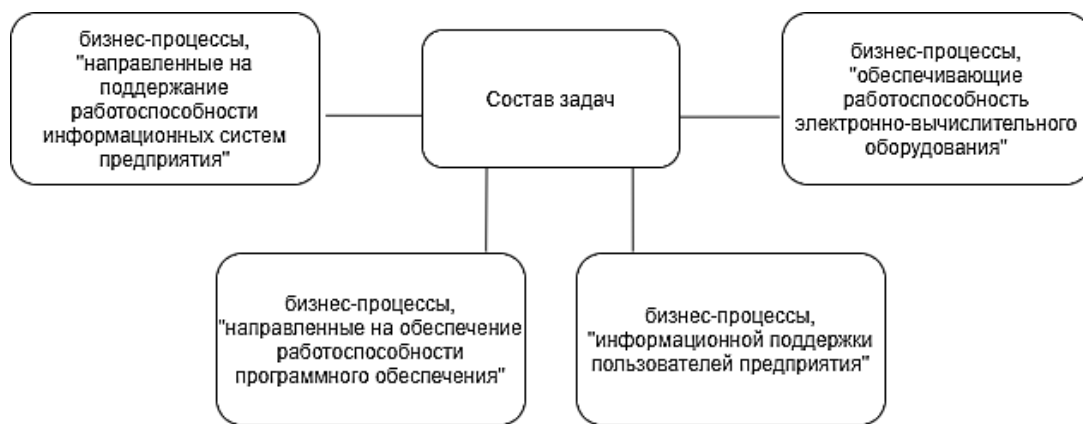 бизнес-процессы,
"направленные на
поддержание
работоспособности
информационных систем
предприятия"
Состав задач
бизнес-процессы,
"обеспечивающие
работоспособность
электронно-вычислительного
оборудования"
бизнес-процессы,
"направленные на обеспечение
работоспособности
программного обеспечения"
бизнес-процессы,
"информационной поддержки
пользователей предприятия"